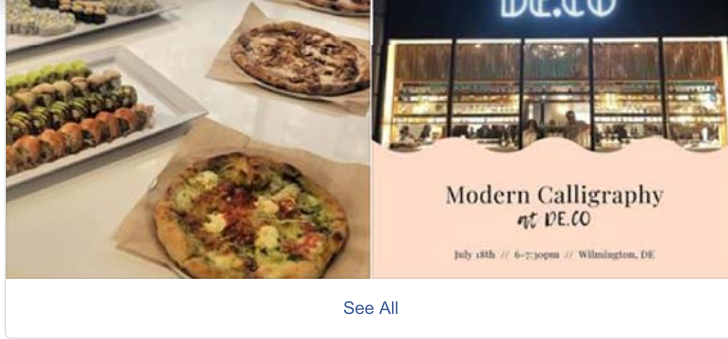 DE.CO
Modern Calligraphy
at DE.CO
July 18th // 6-7:30pm // Wilmington, DE
See All